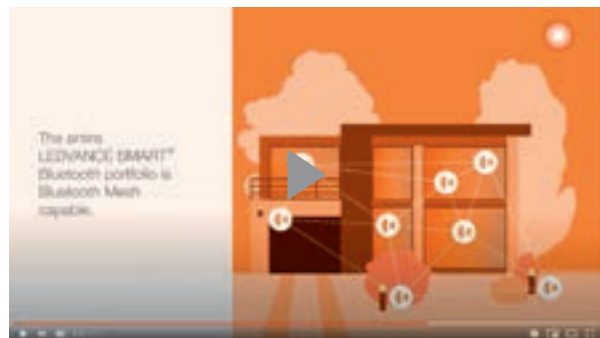 The entire
LEDVANCE SMART+
Bluetooth portfolio is
Bluetooth Mesh
capable.